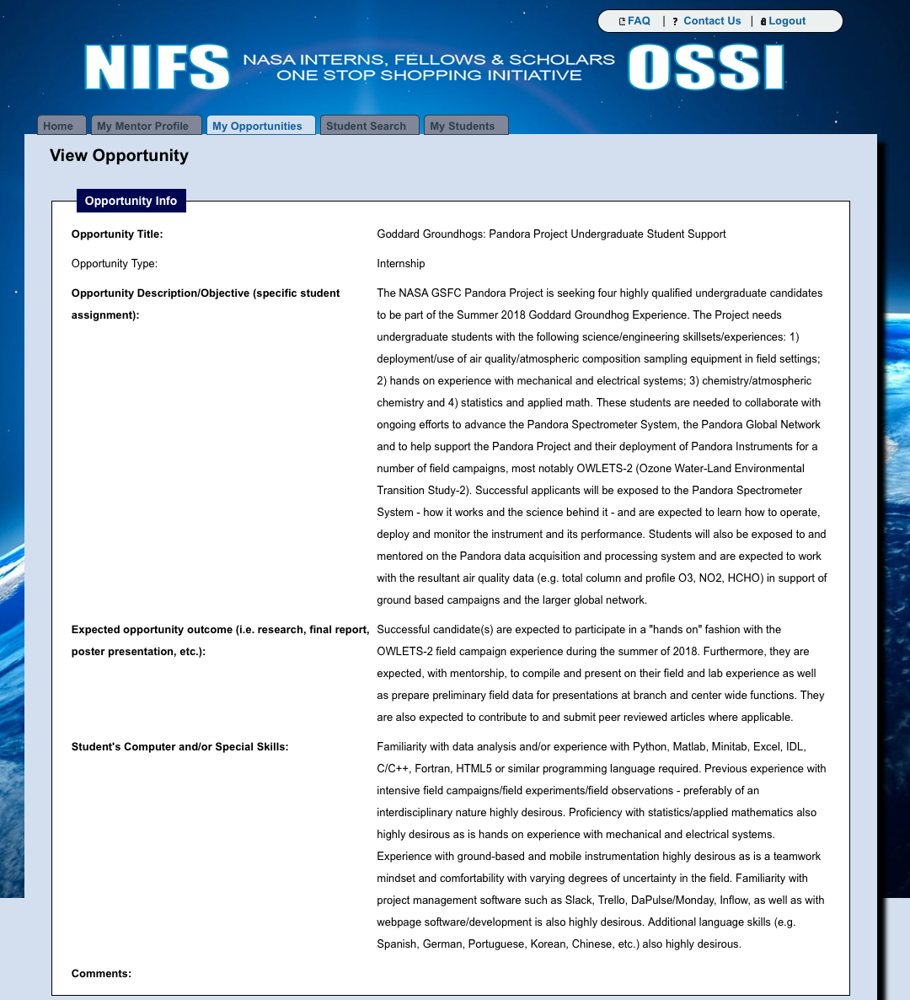 FAQ | ? Contact Us | Logout
NIFS NASA INTERNS, FELLOWS & SCHOLARS OSSI
ONE STOP SHOPPING INITIATIVE
Home My Mentor Profile My Opportunities Student Search My Students
View Opportunity
Opportunity Info
Opportunity Title: Goddard Groundhogs: Pandora Project Undergraduate Student Support
Opportunity Type: Internship
Opportunity Description/Objective (specific student The NASA GSFC Pandora Project is seeking four highly qualified undergraduate candidates
assignment): to be part of the Summer 2018 Goddard Groundhog Experience. The Project needs
undergraduate students with the following science/engineering skillsets/experiences: 1)
deployment/use of air quality/atmospheric composition sampling equipment in field settings;
2) hands on experience with mechanical and electrical systems; 3) chemistry/atmospheric
chemistry and 4) statistics and applied math. These students are needed to collaborate with
ongoing efforts to advance the Pandora Spectrometer System, the Pandora Global Network
and to help support the Pandora Project and their deployment of Pandora Instruments for a
number of field campaigns, most notably OWLETS-2 (Ozone Water-Land Environmental
Transition Study-2). Successful applicants will be exposed to the Pandora Spectrometer
System - how it works and the science behind it - and are expected to learn how to operate,
deploy and monitor the instrument and its performance. Students will also be exposed to and
mentored on the Pandora data acquisition and processing system and are expected to work
with the resultant air quality data (e.g. total column and profile O3, NO2, HCHO) in support of
ground based campaigns and the larger global network.
Expected opportunity outcome (i.e. research, final report, Successful candidate(s) are expected to participate in a "hands on" fashion with the
poster presentation, etc.): OWLETS-2 field campaign experience during the summer of 2018. Furthermore, they are
expected, with mentorship, to compile and present on their field and lab experience as well
as prepare preliminary field data for presentations at branch and center wide functions. They
are also expected to contribute to and submit peer reviewed articles where applicable.
Student's Computer and/or Special Skills: Familiarity with data analysis and/or experience with Python, Matlab, Minitab, Excel, IDL,
C/C++, Fortran, HTML5 or similar programming language required. Previous experience with
intensive field campaigns/field experiments/field observations - preferably of an
interdisciplinary nature highly desirous. Proficiency with statistics/applied mathematics also
highly desirous as is hands on experience with mechanical and electrical systems.
Experience with ground-based and mobile instrumentation highly desirous as is a teamwork
mindset and comfortability with varying degrees of uncertainty in the field. Familiarity with
project management software such as Slack, Trello, DaPulse/Monday, Inflow, as well as with
webpage software/development is also highly desirous. Additional language skills (e.g.
Spanish, German, Portuguese, Korean, Chinese, etc.) also highly desirous.
Comments: